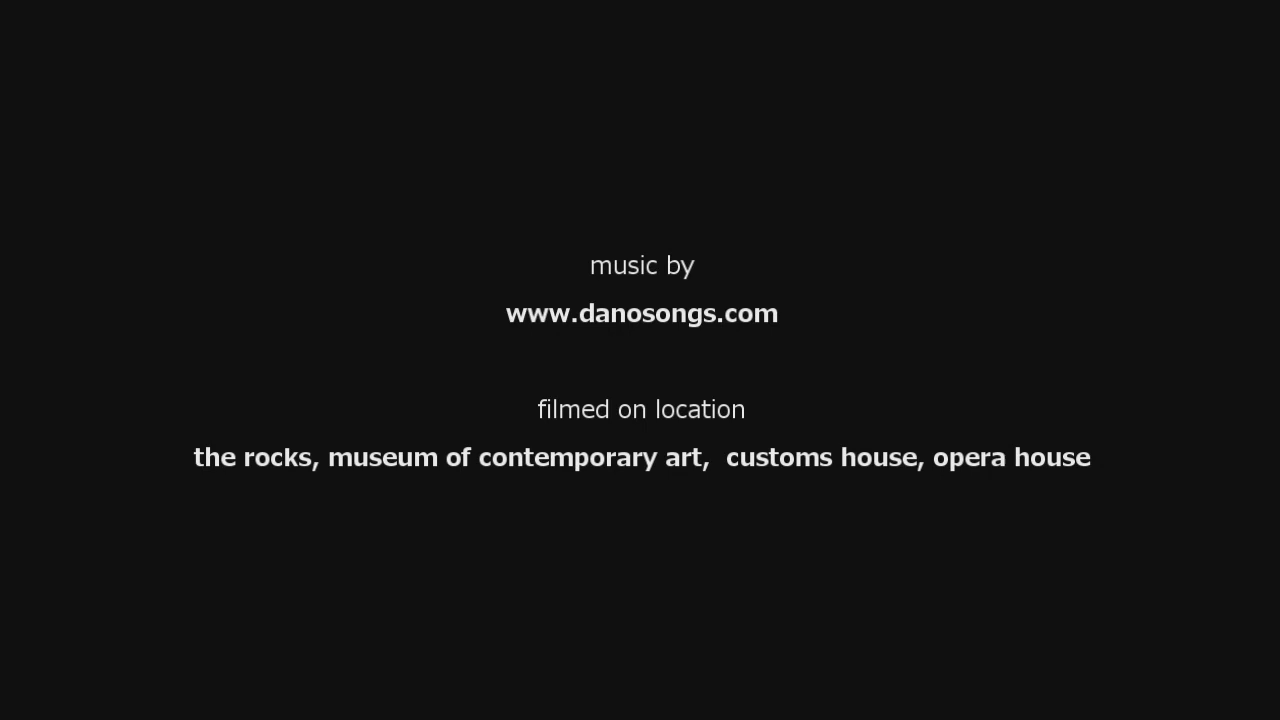 music by
www.danosongs.com
filmed on location
the rocks, museum of contemporary art,  customs house, opera house